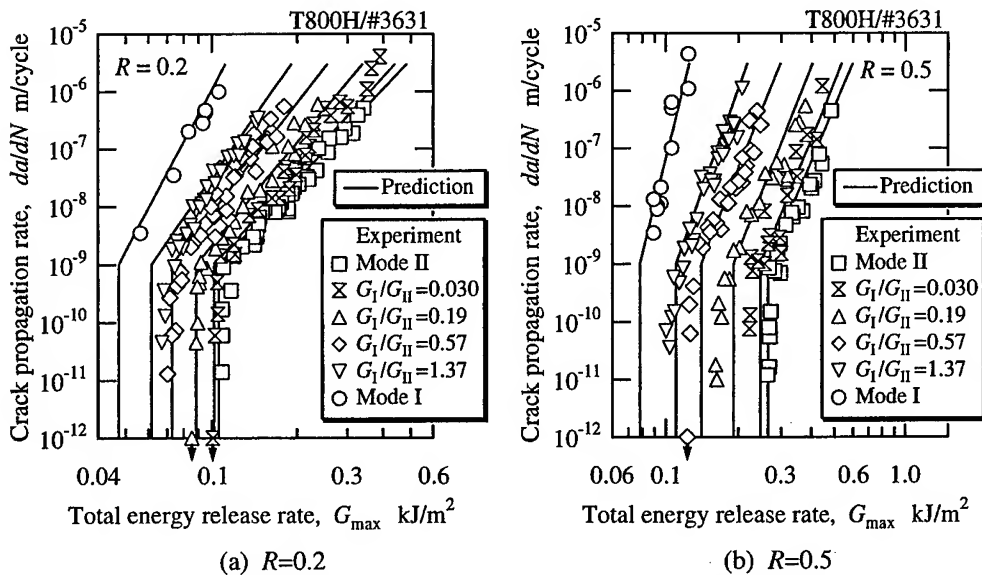 T800H/#3631
Crack propagation rate, da/dN m/cycle
10⁻⁵
10⁻⁶
10⁻⁷
10⁻⁸
10⁻⁹
10⁻¹⁰
10⁻¹¹
10⁻¹²
R = 0.2
Prediction
Experiment
Mode II
G_I/G_II=0.030
G_I/G_II=0.19
G_I/G_II=0.57
G_I/G_II=1.37
Mode I
0.04 0.1 0.3 0.6
Total energy release rate, G_max kJ/m²
(a) R=0.2
T800H/#3631
Crack propagation rate, da/dN m/cycle
10⁻⁵
10⁻⁶
10⁻⁷
10⁻⁸
10⁻⁹
10⁻¹⁰
10⁻¹¹
10⁻¹²
R = 0.5
Prediction
Experiment
Mode II
G_I/G_II=0.030
G_I/G_II=0.19
G_I/G_II=0.57
G_I/G_II=1.37
Mode I
0.06 0.1 0.3 1.0
Total energy release rate, G_max kJ/m²
(b) R=0.5